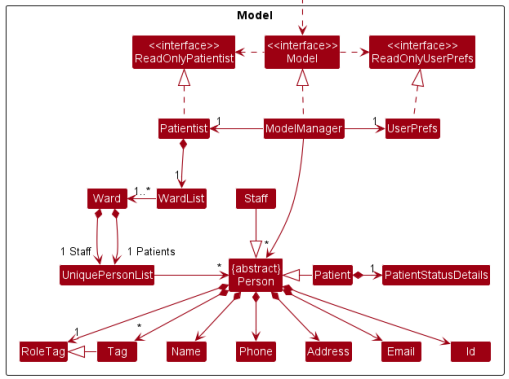 Model
<<interface>>
ReadOnlyPatientist
<<interface>>
Model
<<interface>>
ReadOnlyUserPrefs
Patientist
1
ModelManager
1
UserPrefs
1
Ward
1..*
WardList
Staff
1 Staff
1 Patients
*
*
UniquePersonList
{abstract}
Person
Patient
1
PatientStatusDetails
1
*
RoleTag
Tag
Name
Phone
Address
Email
Id